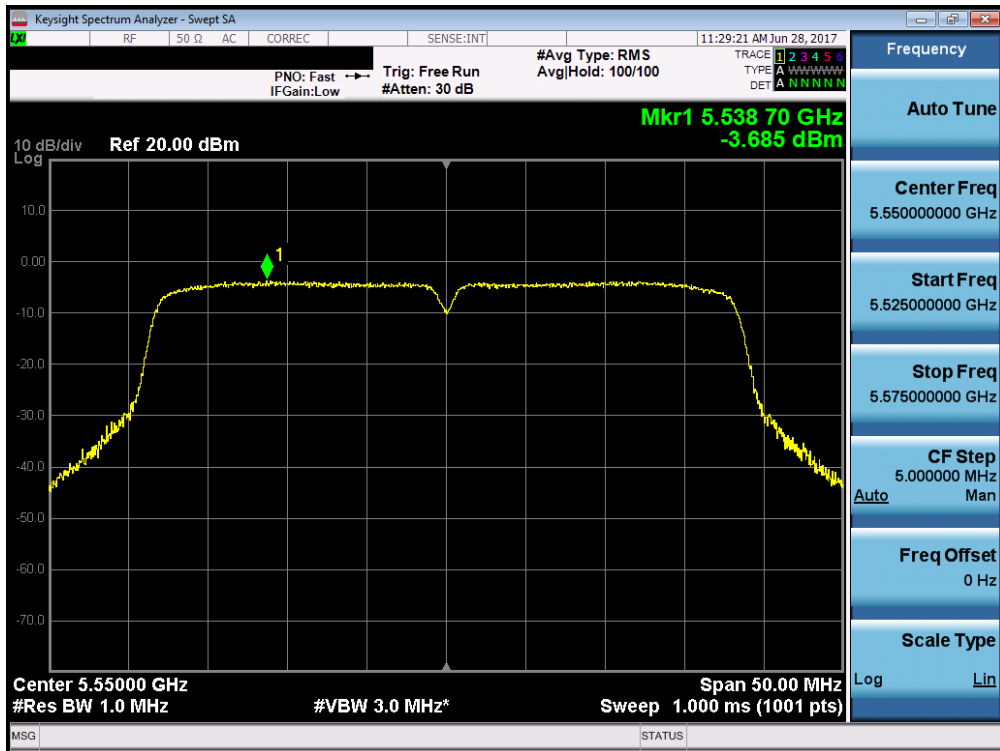 Keysight Spectrum Analyzer - Swept SA
LXI RF 50 Ω AC CORREC SENSE:INT 11:29:21 AM Jun 28, 2017
PNO: Fast
IFGain:Low
Trig: Free Run
#Atten: 30 dB
#Avg Type: RMS
Avg|Hold: 100/100
TRACE 1 2 3 4 5 6
TYPE A WWWWW
DET A N N N N N
Mkr1 5.538 70 GHz
-3.685 dBm
10 dB/div
Log
Ref 20.00 dBm
10.0
0.00
-10.0
-20.0
-30.0
-40.0
-50.0
-60.0
-70.0
1
Center 5.55000 GHz
#Res BW 1.0 MHz
#VBW 3.0 MHz*
Span 50.00 MHz
Sweep 1.000 ms (1001 pts)
MSG
STATUS
Frequency
Auto Tune
Center Freq
5.550000000 GHz
Start Freq
5.525000000 GHz
Stop Freq
5.575000000 GHz
CF Step
5.000000 MHz
Auto Man
Freq Offset
0 Hz
Scale Type
Log Lin